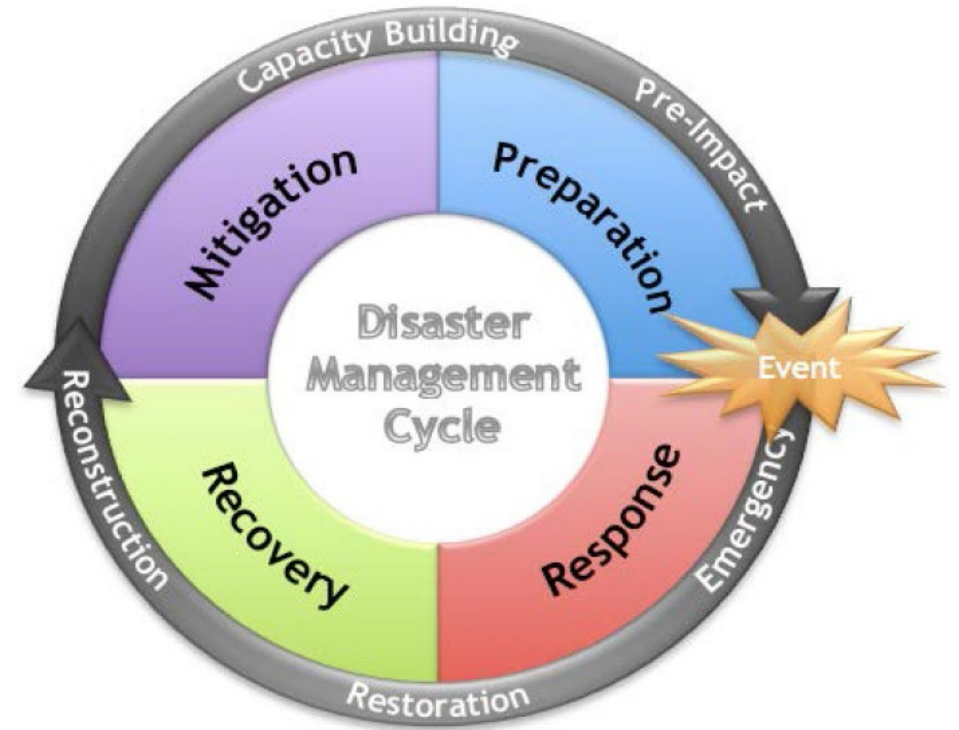 Capacity Building
Pre-Impact
Mitigation
Preparation
Disaster
Management
Cycle
Event
Reconstruction
Recovery
Response
Emergency
Restoration